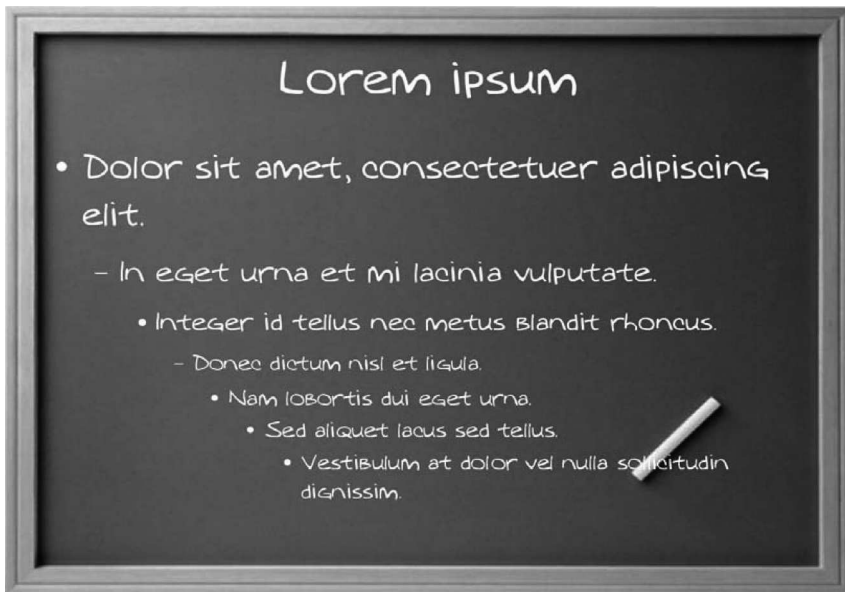 Lorem ipsum
• Dolor sit amet, consectetuer adipiscing
elit.
– In eget urna et mi lacinia vulputate.
• Integer id tellus nec metus blandit rhoncus.
– Donec dictum nisl et ligula.
• Nam lobortis dui eget urna.
• Sed aliquet lacus sed tellus.
• Vestibulum at dolor vel nulla sollicitudin
dignissim.